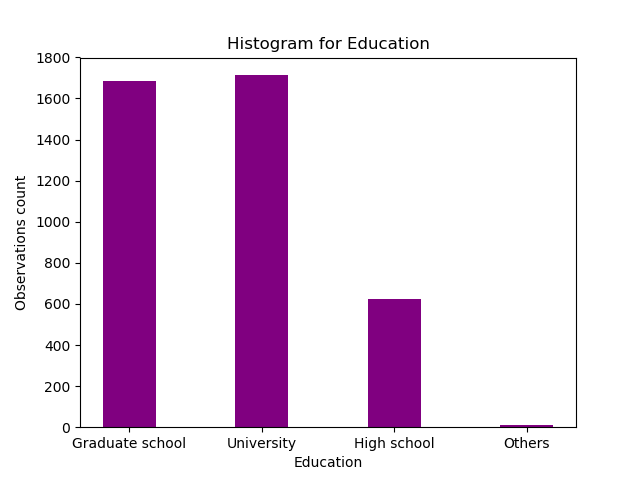 Histogram for Education
1800
1600
1400
1200
1000
800
600
400
200
0
Observations count
Graduate school University High school Others
Education